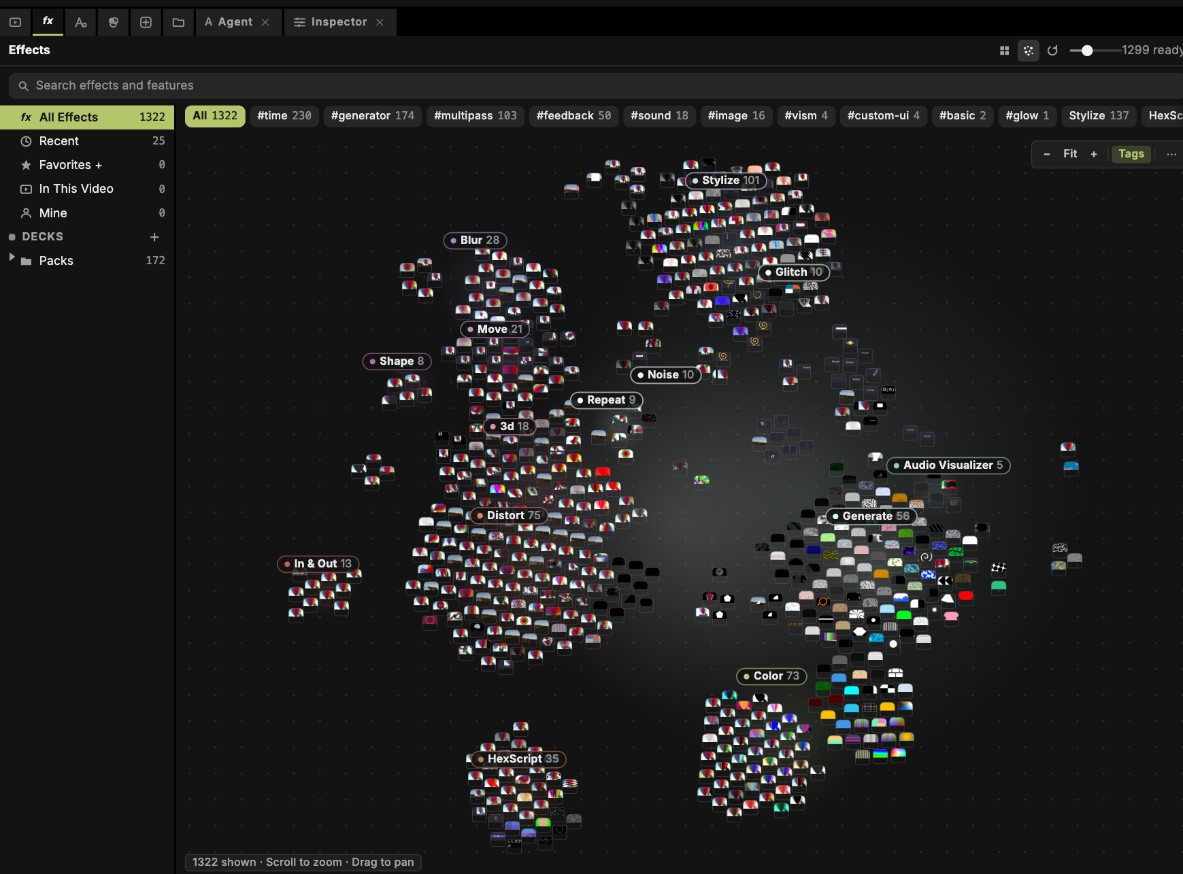 fx
A Agent ×
Inspector ×
Effects
1299 ready
Search effects and features
fx All Effects 1322
Recent 25
Favorites + 0
In This Video 0
Mine 0
DECKS +
Packs 172
All 1322
#time 230
#generator 174
#multipass 103
#feedback 50
#sound 18
#image 16
#vism 4
#custom-ui 4
#basic 2
#glow 1
Stylize 137
HexSc
− Fit + Tags ···
Stylize 101
Blur 28
Glitch 10
Move 21
Shape 8
Noise 10
Repeat 9
3d 18
Audio Visualizer 5
Distort 75
Generate 56
In & Out 13
Color 73
HexScript 35
1322 shown · Scroll to zoom · Drag to pan